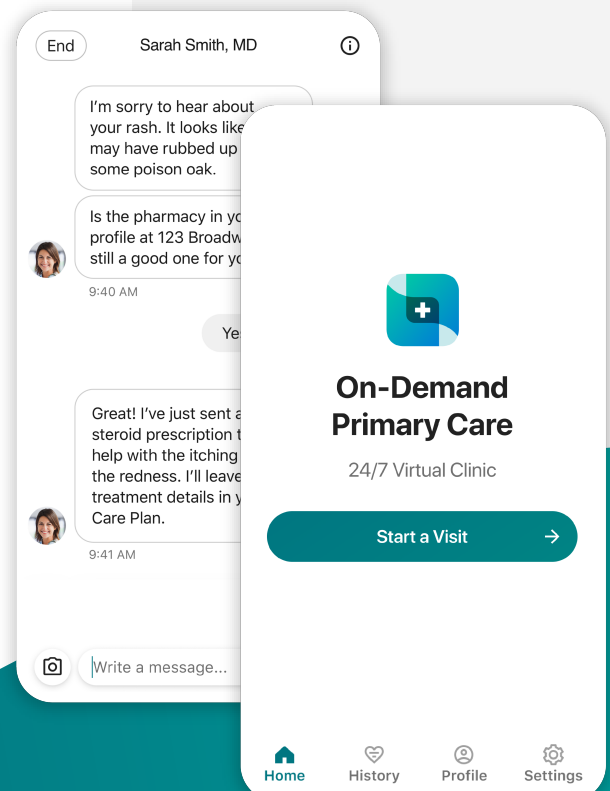 End
Sarah Smith, MD
I'm sorry to hear about
your rash. It looks like
may have rubbed up
some poison oak.
Is the pharmacy in
profile at 123
still a good one for
9:40 AM
Great! I've just sent a
steroid prescription
help with the itching
the redness. I'll leave
treatment details in
Care Plan.
9:41 AM
Write a message...
On-Demand
Primary Care
24/7 Virtual Clinic
Start a Visit
Home
History
Profile
Settings